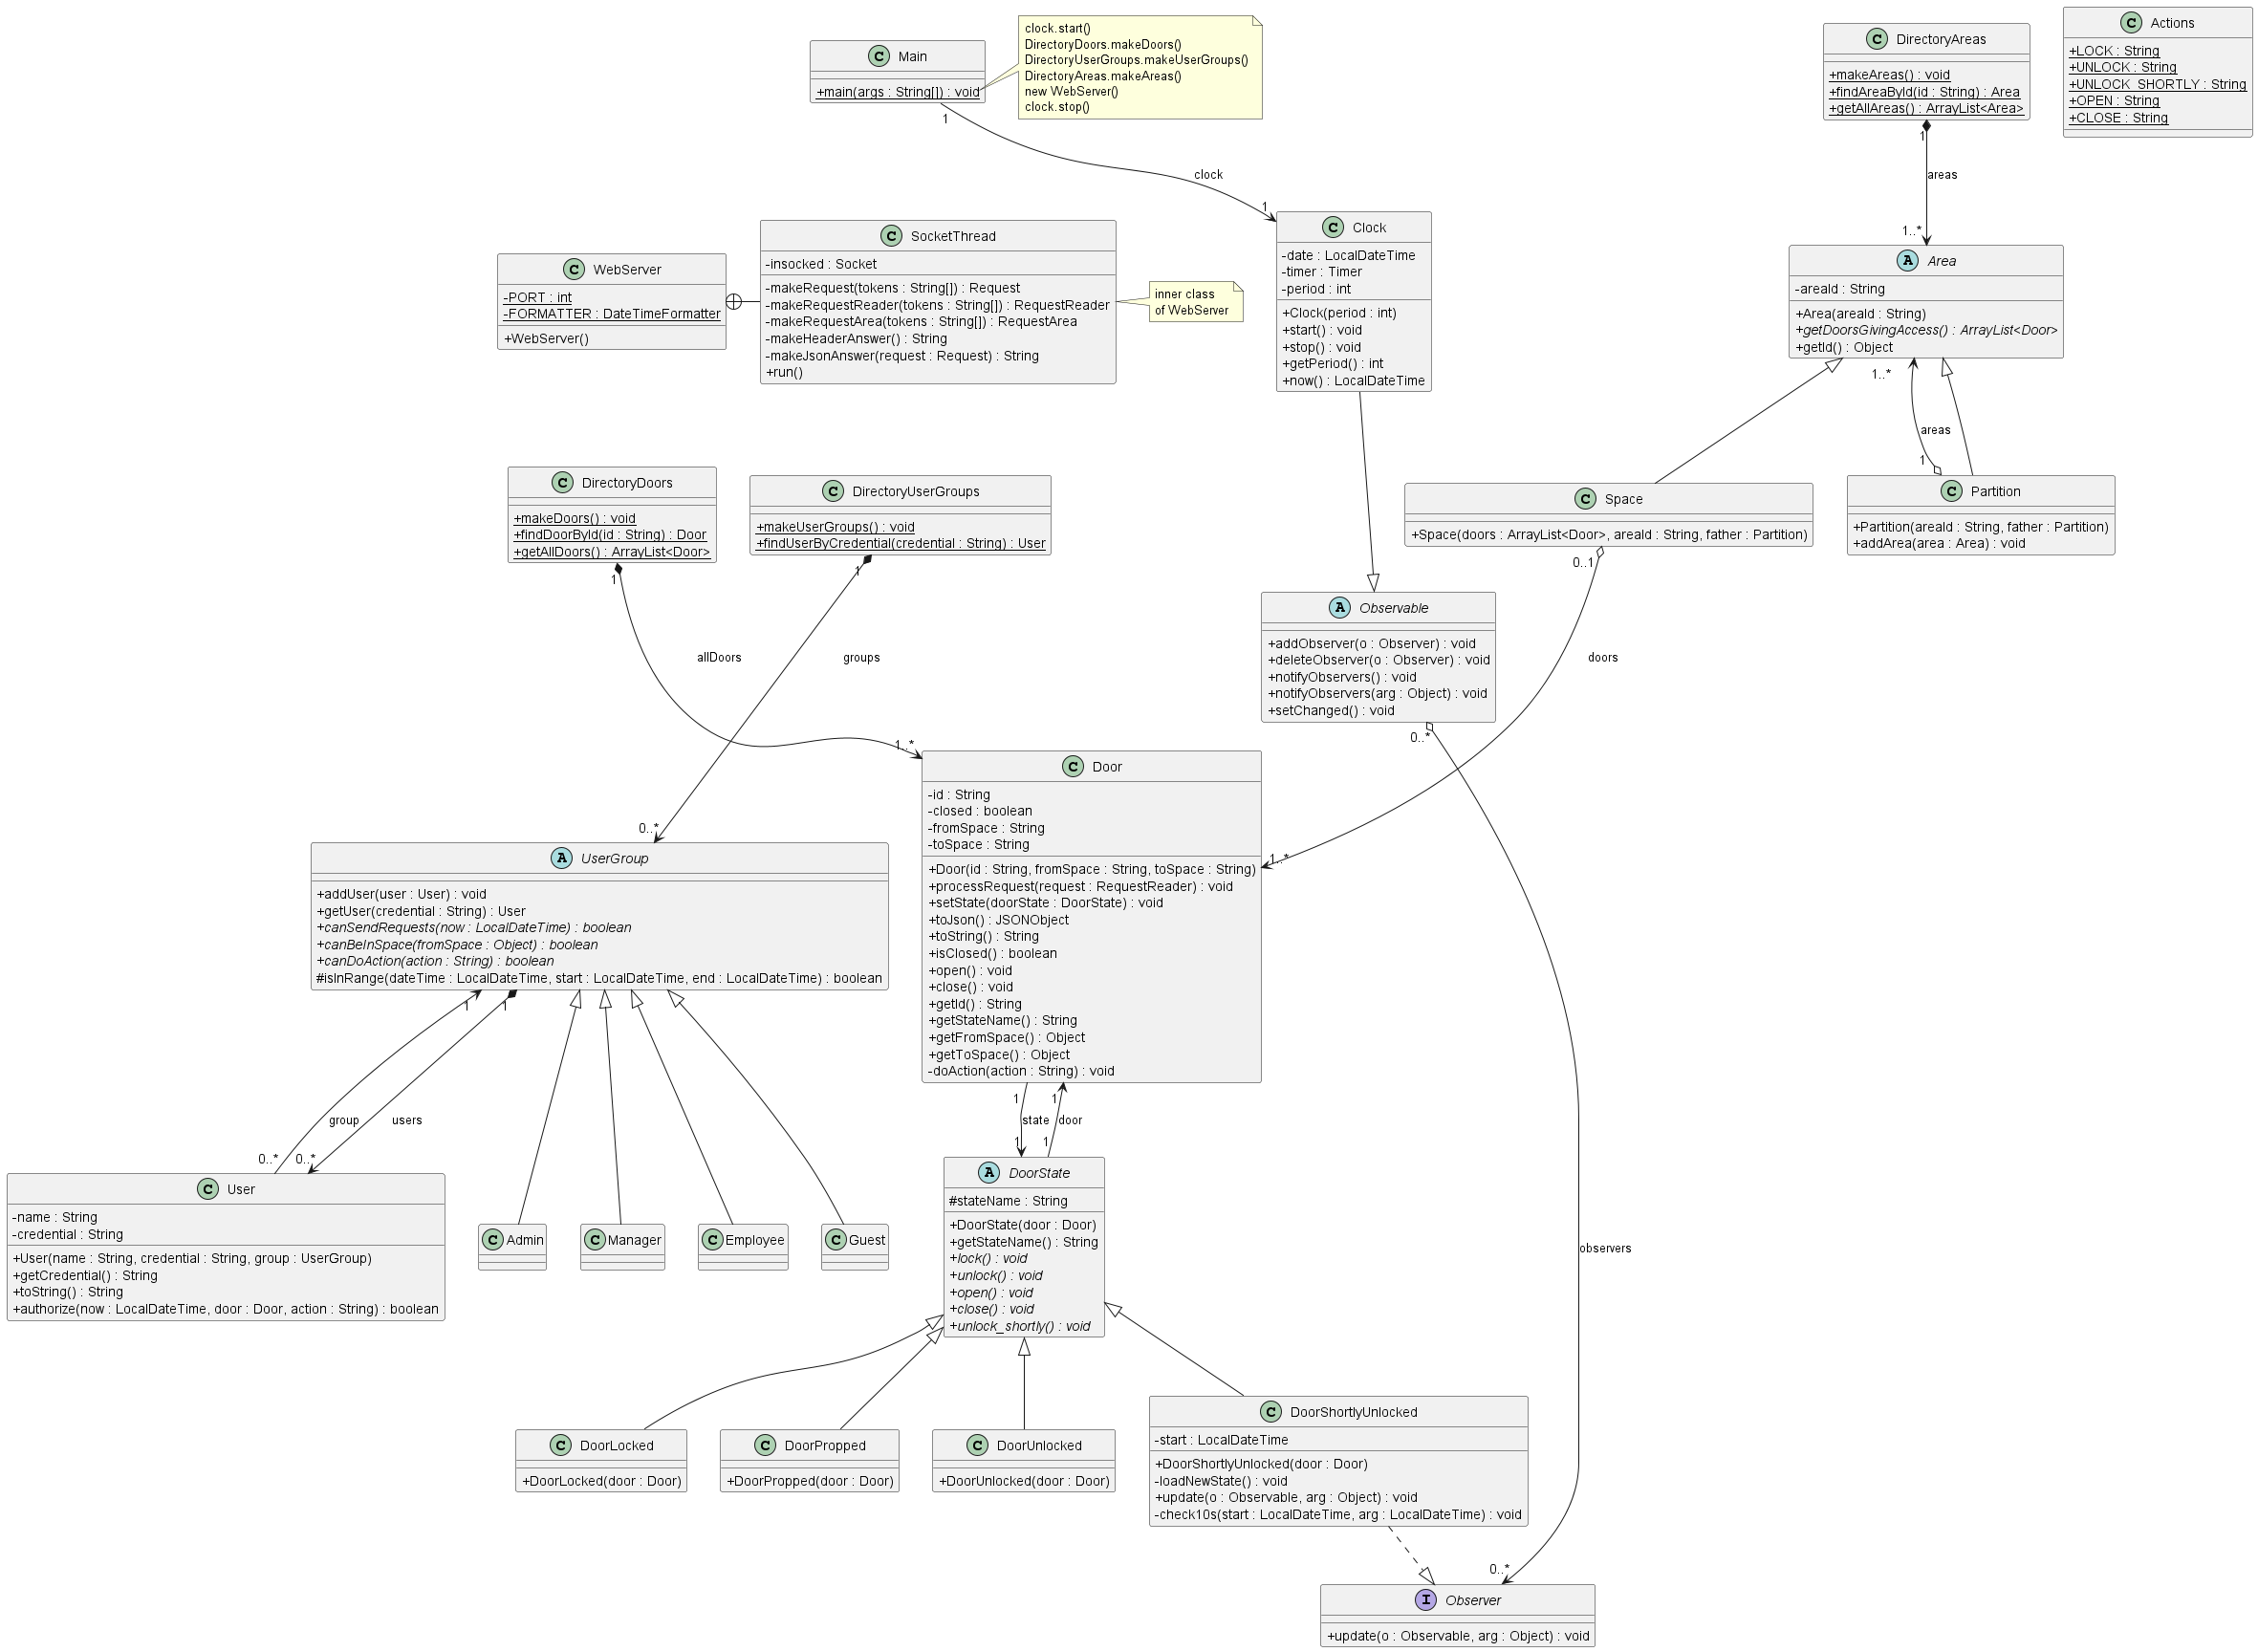 C Main
+main(args : String[]) : void
clock.start()
DirectoryDoors.makeDoors()
DirectoryUserGroups.makeUserGroups()
DirectoryAreas.makeAreas()
new WebServer()
clock.stop()
C DirectoryAreas
+makeAreas() : void
+findAreaById(id : String) : Area
+getAllAreas() : ArrayList<Area>
C Actions
+LOCK : String
+UNLOCK : String
+UNLOCK_SHORTLY : String
+OPEN : String
+CLOSE : String
1
clock
1
1
areas
1..*
C WebServer
-PORT : int
-FORMATTER : DateTimeFormatter
+WebServer()
C SocketThread
-insocked : Socket
-makeRequest(tokens : String[]) : Request
-makeRequestReader(tokens : String[]) : RequestReader
-makeRequestArea(tokens : String[]) : RequestArea
-makeHeaderAnswer() : String
-makeJsonAnswer(request : Request) : String
+run()
inner class
of WebServer
C Clock
-date : LocalDateTime
-timer : Timer
-period : int
+Clock(period : int)
+start() : void
+stop() : void
+getPeriod() : int
+now() : LocalDateTime
A Area
-areaId : String
+Area(areaId : String)
+getDoorsGivingAccess() : ArrayList<Door>
+getId() : Object
1..*
areas
1
C DirectoryDoors
+makeDoors() : void
+findDoorById(id : String) : Door
+getAllDoors() : ArrayList<Door>
C DirectoryUserGroups
+makeUserGroups() : void
+findUserByCredential(credential : String) : User
C Space
+Space(doors : ArrayList<Door>, areaId : String, father : Partition)
C Partition
+Partition(areaId : String, father : Partition)
+addArea(area : Area) : void
1
allDoors
1..*
1
groups
0..*
0..1
doors
1..*
A Observable
+addObserver(o : Observer) : void
+deleteObserver(o : Observer) : void
+notifyObservers() : void
+notifyObservers(arg : Object) : void
+setChanged() : void
0..*
observers
0..*
C Door
-id : String
-closed : boolean
-fromSpace : String
-toSpace : String
+Door(id : String, fromSpace : String, toSpace : String)
+processRequest(request : RequestReader) : void
+setState(doorState : DoorState) : void
+toJson() : JSONObject
+toString() : String
+isClosed() : boolean
+open() : void
+close() : void
+getId() : String
+getStateName() : String
+getFromSpace() : Object
+getToSpace() : Object
-doAction(action : String) : void
A UserGroup
+addUser(user : User) : void
+getUser(credential : String) : User
+canSendRequests(now : LocalDateTime) : boolean
+canBeInSpace(fromSpace : Object) : boolean
+canDoAction(action : String) : boolean
#isInRange(dateTime : LocalDateTime, start : LocalDateTime, end : LocalDateTime) : boolean
1
group
0..*
1
users
0..*
1
state
1
1
door
1
C User
-name : String
-credential : String
+User(name : String, credential : String, group : UserGroup)
+getCredential() : String
+toString() : String
+authorize(now : LocalDateTime, door : Door, action : String) : boolean
C Admin
C Manager
C Employee
C Guest
A DoorState
#stateName : String
+DoorState(door : Door)
+getStateName() : String
+lock() : void
+unlock() : void
+open() : void
+close() : void
+unlock_shortly() : void
C DoorLocked
+DoorLocked(door : Door)
C DoorPropped
+DoorPropped(door : Door)
C DoorUnlocked
+DoorUnlocked(door : Door)
C DoorShortlyUnlocked
-start : LocalDateTime
+DoorShortlyUnlocked(door : Door)
-loadNewState() : void
+update(o : Observable, arg : Object) : void
-check10s(start : LocalDateTime, arg : LocalDateTime) : void
I Observer
+update(o : Observable, arg : Object) : void